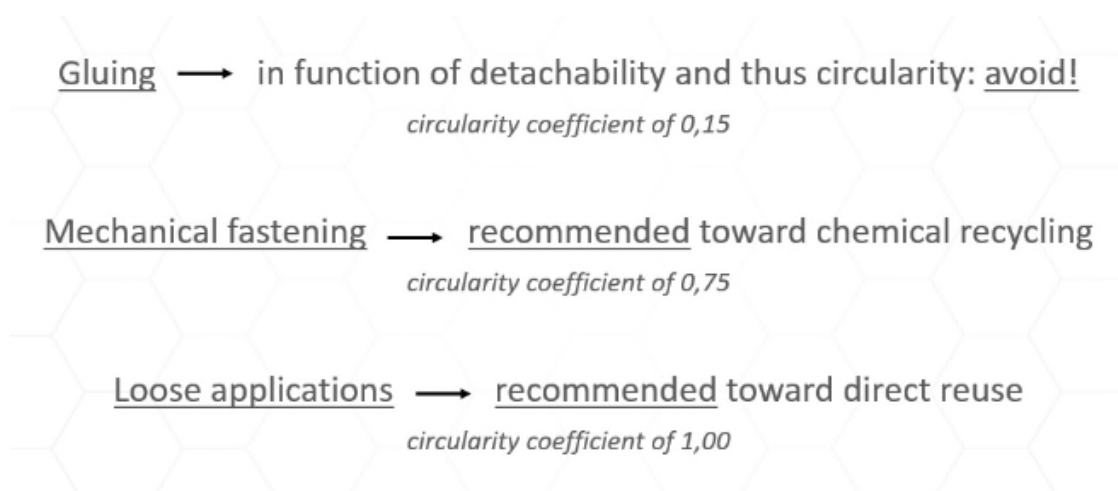 Gluing → in function of detachability and thus circularity: avoid!
circularity coefficient of 0,15
Mechanical fastening → recommended toward chemical recycling
circularity coefficient of 0,75
Loose applications → recommended toward direct reuse
circularity coefficient of 1,00